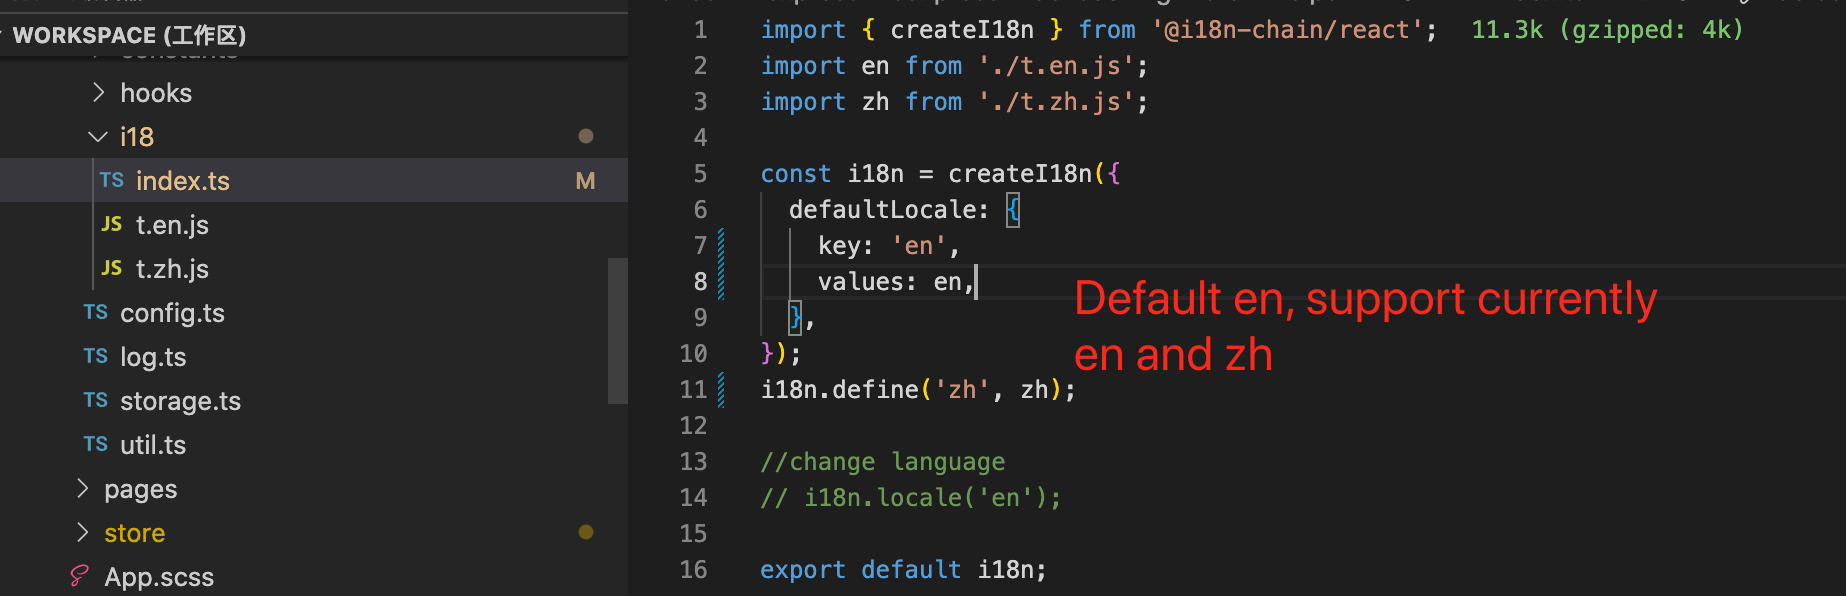 WORKSPACE (工作区)
constants
hooks
i18
TS index.ts M
JS t.en.js
JS t.zh.js
TS config.ts
TS log.ts
TS storage.ts
TS util.ts
pages
store
App.scss
1 import { createI18n } from '@i18n-chain/react'; 11.3k (gzipped: 4k)
2 import en from './t.en.js';
3 import zh from './t.zh.js';
4
5 const i18n = createI18n({
6 defaultLocale: {
7 key: 'en',
8 values: en,
9 },
10 });
11 i18n.define('zh', zh);
12
13 //change language
14 // i18n.locale('en');
15
16 export default i18n;
Default en, support currently
en and zh